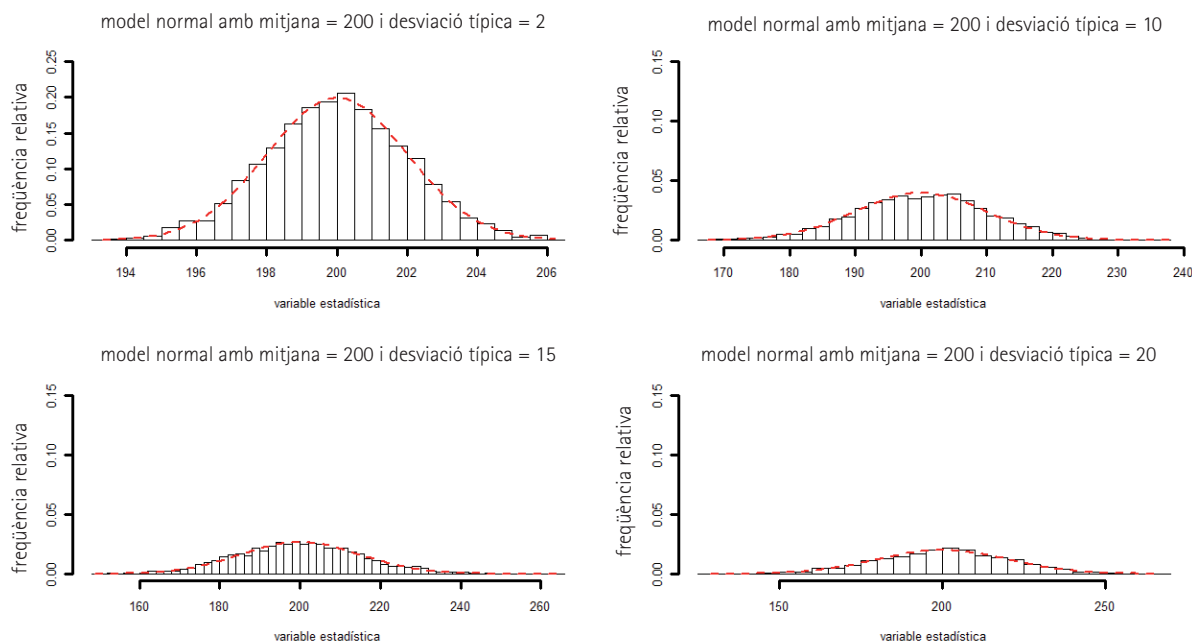 model normal amb mitjana = 200 i desviació típica = 2
freqüència relativa
0.00 0.05 0.10 0.15 0.20 0.25
194 196 198 200 202 204 206
variable estadística
model normal amb mitjana = 200 i desviació típica = 10
freqüència relativa
0.00 0.05 0.10 0.15
170 180 190 200 210 220 230 240
variable estadística
model normal amb mitjana = 200 i desviació típica = 15
freqüència relativa
0.00 0.05 0.10 0.15
160 180 200 220 240 260
variable estadística
model normal amb mitjana = 200 i desviació típica = 20
freqüència relativa
0.00 0.05 0.10 0.15
150 200 250
variable estadística